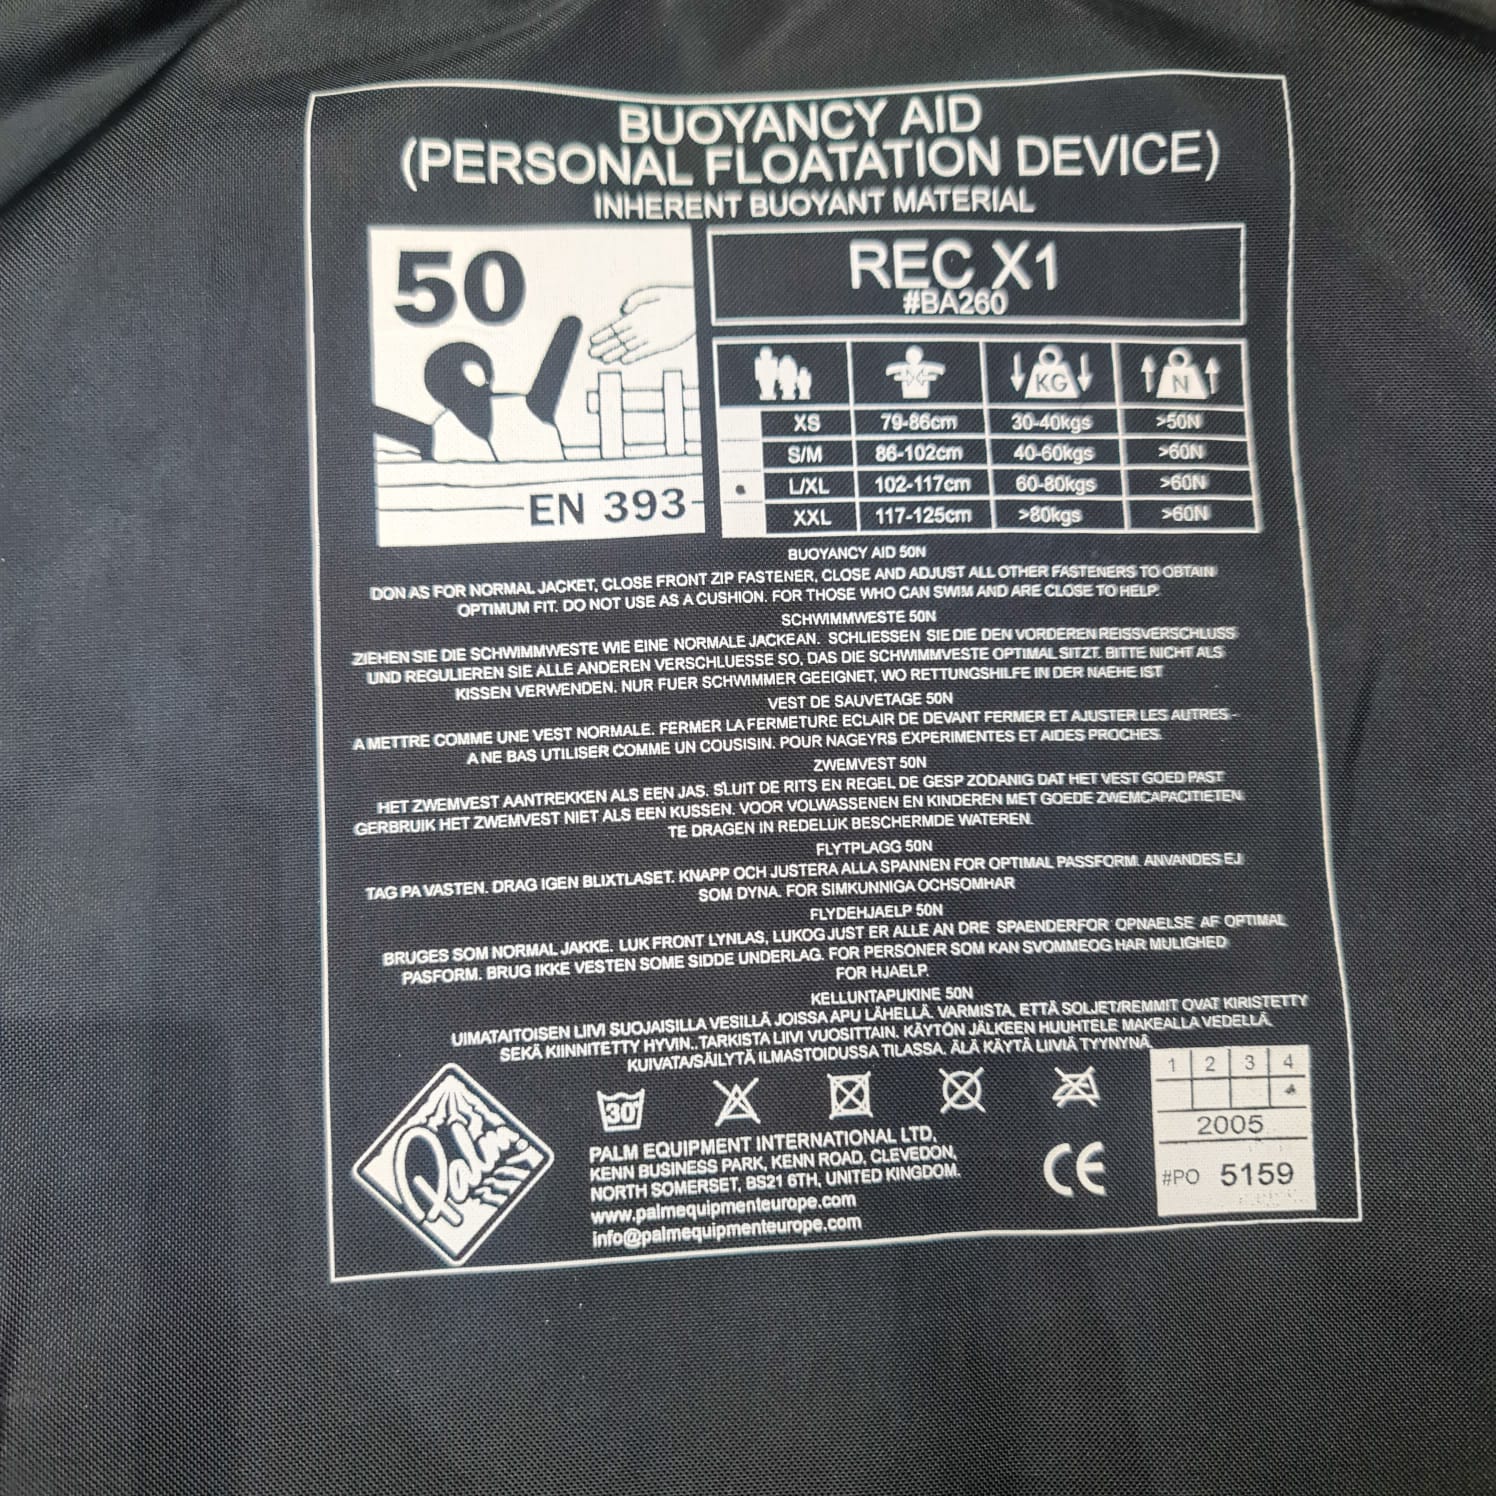 BUOYANCY AID
(PERSONAL FLOATATION DEVICE)
INHERENT BUOYANT MATERIAL
50
EN 393
REC X1
#BA260
KG
N
XS 79-86cm 30-40kgs >50N
S/M 86-102cm 40-60kgs >60N
L/XL 102-117cm 60-80kgs >60N
XXL 117-125cm >80kgs >60N
BUOYANCY AID 50N
DON AS FOR NORMAL JACKET, CLOSE FRONT ZIP FASTENER, CLOSE AND ADJUST ALL OTHER FASTENERS TO OBTAIN
OPTIMUM FIT. DO NOT USE AS A CUSHION. FOR THOSE WHO CAN SWIM AND ARE CLOSE TO HELP.
SCHWIMMWESTE 50N
ZIEHEN SIE DIE SCHWIMMWESTE WIE EINE NORMALE JACKEAN. SCHLIESSEN SIE DIE DEN VORDEREN REISSVERSCHLUSS
UND REGULIEREN SIE ALLE ANDEREN VERSCHLUESSE SO, DAS DIE SCHWIMMVESTE OPTIMAL SITZT. BITTE NICHT ALS
KISSEN VERWENDEN. NUR FUER SCHWIMMER GEEIGNET, WO RETTUNGSHILFE IN DER NAEHE IST
VEST DE SAUVETAGE 50N
A METTRE COMME UNE VEST NORMALE. FERMER LA FERMETURE ECLAIR DE DEVANT FERMER ET AJUSTER LES AUTRES -
A NE BAS UTILISER COMME UN COUSISIN. POUR NAGEYRS EXPERIMENTES ET AIDES PROCHES.
ZWEMVEST 50N
HET ZWEMVEST AANTREKKEN ALS EEN JAS. SLUIT DE RITS EN REGEL DE GESP ZODANIG DAT HET VEST GOED PAST
GERBRUIK HET ZWEMVEST NIET ALS EEN KUSSEN. VOOR VOLWASSENEN EN KINDEREN MET GOEDE ZWEMCAPACITIETEN
TE DRAGEN IN REDELIJK BESCHERMDE WATEREN.
FLYTPLAGG 50N
TAG PA VASTEN. DRAG IGEN BLIXTLASET. KNAPP OCH JUSTERA ALLA SPANNEN FOR OPTIMAL PASSFORM. ANVANDES EJ
SOM DYNA. FOR SIMKUNNIGA OCHSOMHAR
FLYDEHJAELP 50N
BRUGES SOM NORMAL JAKKE. LUK FRONT LYNLAS, LUKOG JUST ER ALLE AN DRE SPAENDERFOR OPNAELSE AF OPTIMAL
PASFORM. BRUG IKKE VESTEN SOME SIDDE UNDERLAG. FOR PERSONER SOM KAN SVOMMEOG HAR MULIGHED
FOR HJAELP.
KELLUNTAPUKINE 50N
UIMATAITOISEN LIIVI SUOJAISILLA VESILLÄ JOISSA APU LÄHELLÄ. VARMISTA, ETTÄ SOLJET/REMMIT OVAT KIRISTETTY
SEKÄ KIINNITETTY HYVIN..TARKISTA LIIVI VUOSITTAIN. KÄYTÖN JÄLKEEN HUUHTELE MAKEALLA VEDELLÄ.
KUIVATA/SÄILYTÄ ILMASTOIDUSSA TILASSA. ÄLÄ KÄYTÄ LIIVIÄ TYYNYNÄ.
Palm.
30°
PALM EQUIPMENT INTERNATIONAL LTD,
KENN BUSINESS PARK, KENN ROAD, CLEVEDON,
NORTH SOMERSET, BS21 6TH, UNITED KINGDOM.
www.palmequipmenteurope.com
info@palmequipmenteurope.com
CE
1 2 3 4
2005
#PO 5159